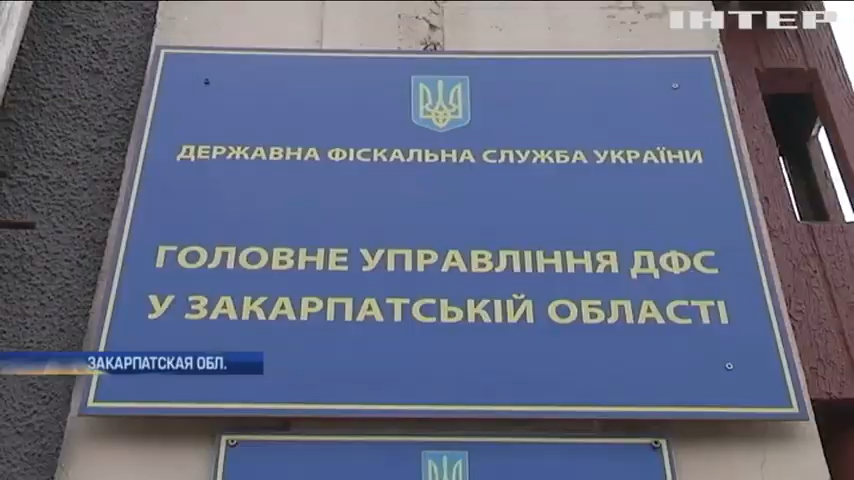 ІНТЕР
ДЕРЖАВНА ФІСКАЛЬНА СЛУЖБА УКРАЇНИ
ГОЛОВНЕ УПРАВЛІННЯ ДФС
У ЗАКАРПАТСЬКІЙ ОБЛАСТІ
ЗАКАРПАТСКАЯ ОБЛ.